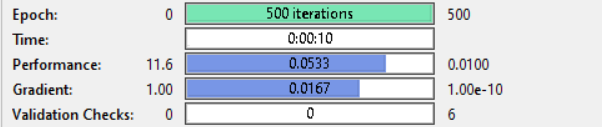 Epoch: 0 500 iterations 500
Time: 0:00:10
Performance: 11.6 0.0533 0.0100
Gradient: 1.00 0.0167 1.00e-10
Validation Checks: 0 0 6